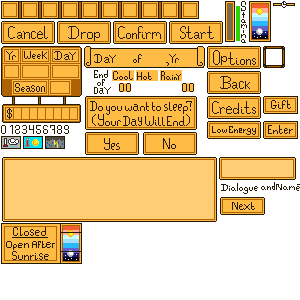 Cancel Drop Confirm Start
Stamina
Yr Week Day
Season
$
0 123456789
Day of ,Yr
End of Day
Cool Hot Rainy
00 00
Do you want to sleep?
(Your Day Will End)
Yes No
Options
Back
Credits Gift
Low Energy Enter
Dialogue and Name
Next
Closed
Open After
Sunrise